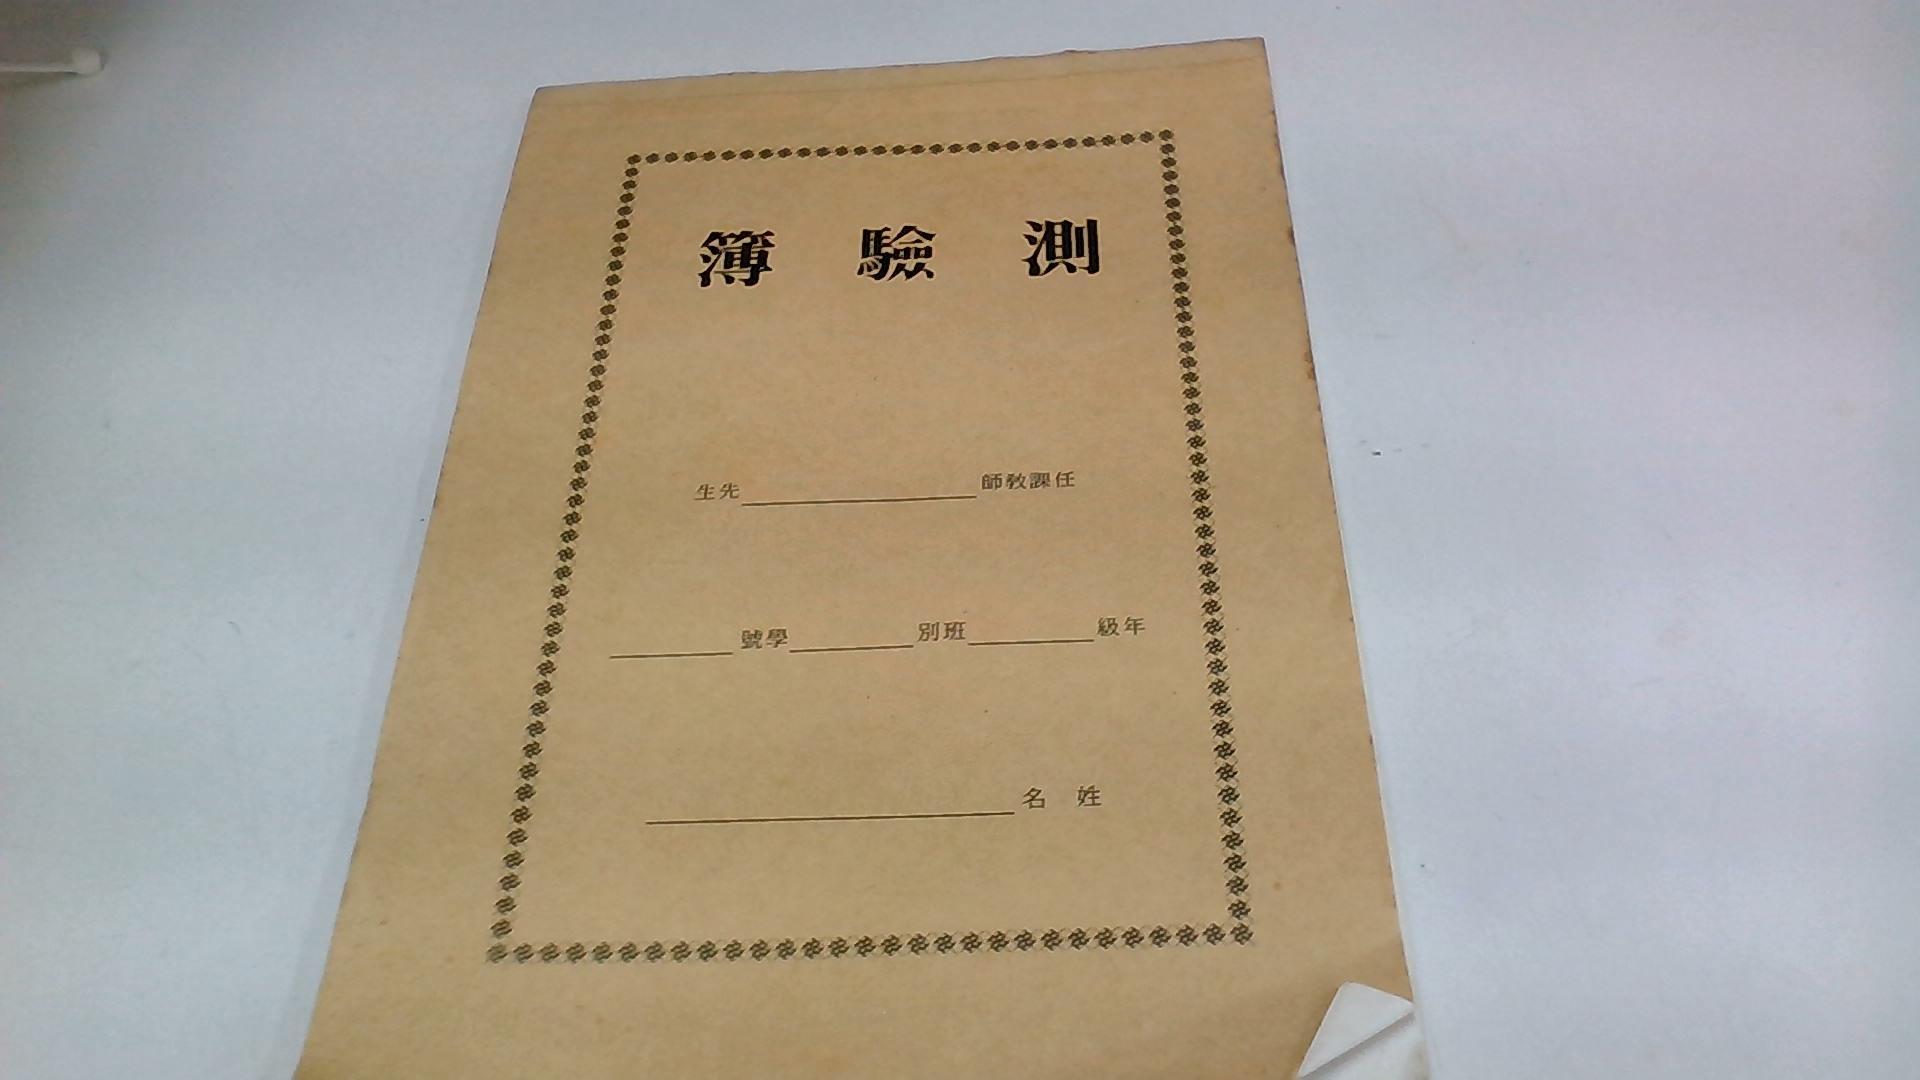 測驗簿
任課教師 先生
年級 班別 學號
姓名